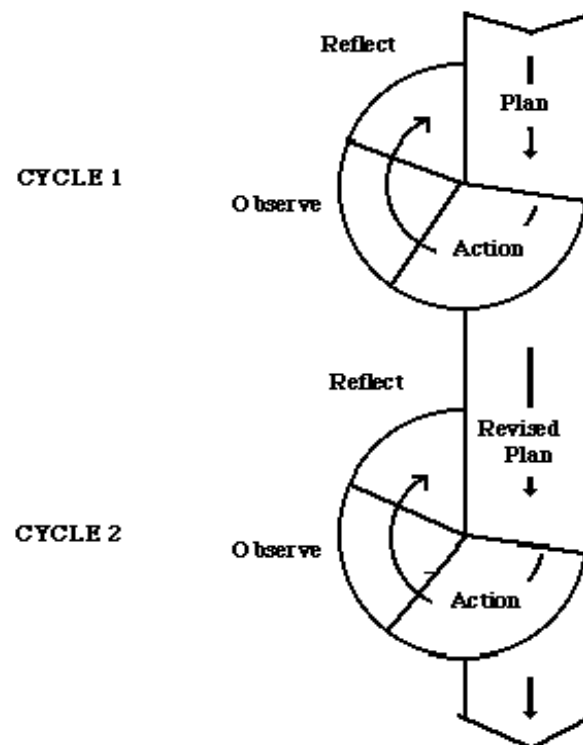 Reflect
Plan
CYCLE 1
Observe
Action
Reflect
Revised
Plan
CYCLE 2
Observe
Action